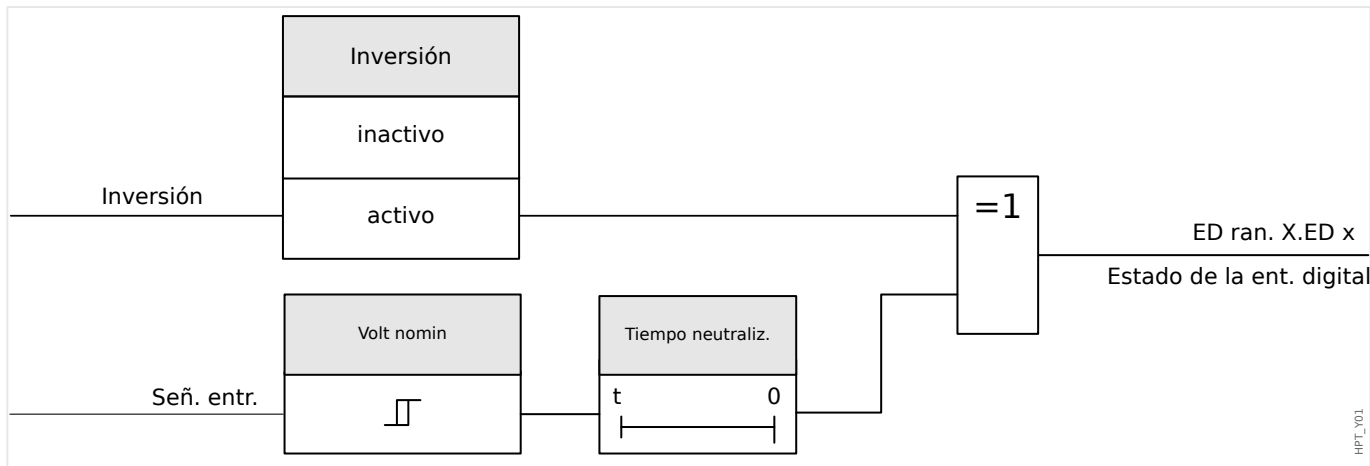 Inversión
inactivo
Inversión
activo
=1
ED ran. X.ED x
Estado de la ent. digital
Volt nomin
Tiempo neutraliz.
Señ. entr.
t
0
HPT_Y01